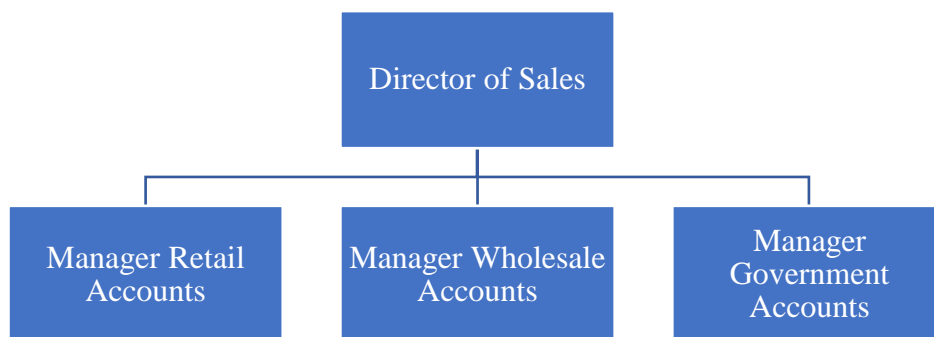 Director of Sales
Manager Retail
Accounts
Manager Wholesale
Accounts
Manager
Government
Accounts